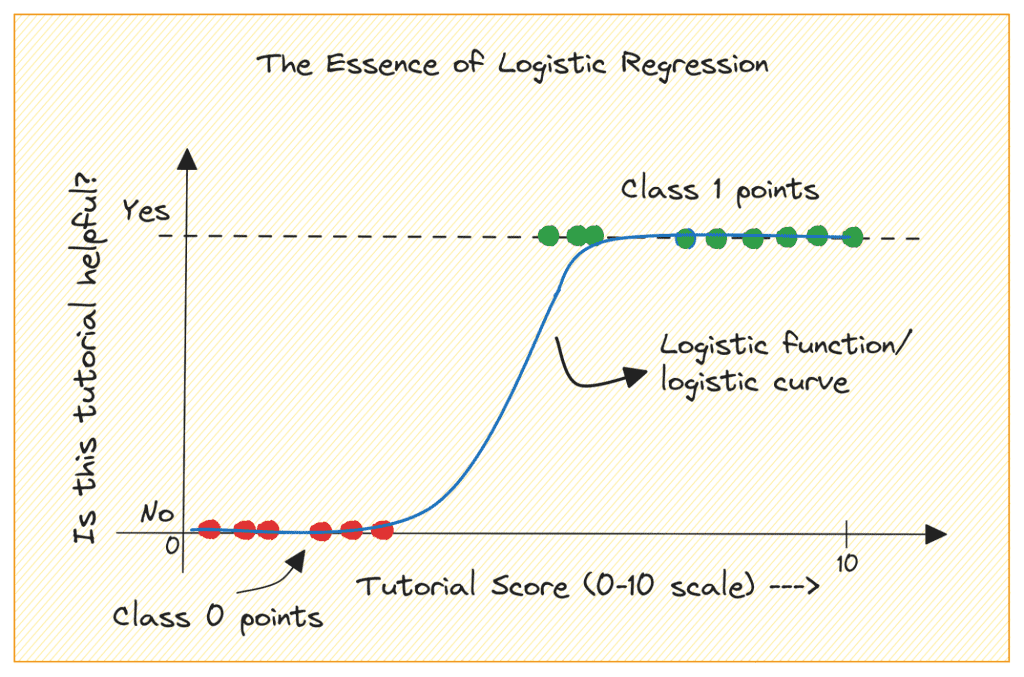 The Essence of Logistic Regression
Is this tutorial helpful?
Yes
Class 1 points
Logistic function/
logistic curve
No
0
10
Tutorial Score (0-10 scale) --->
Class 0 points